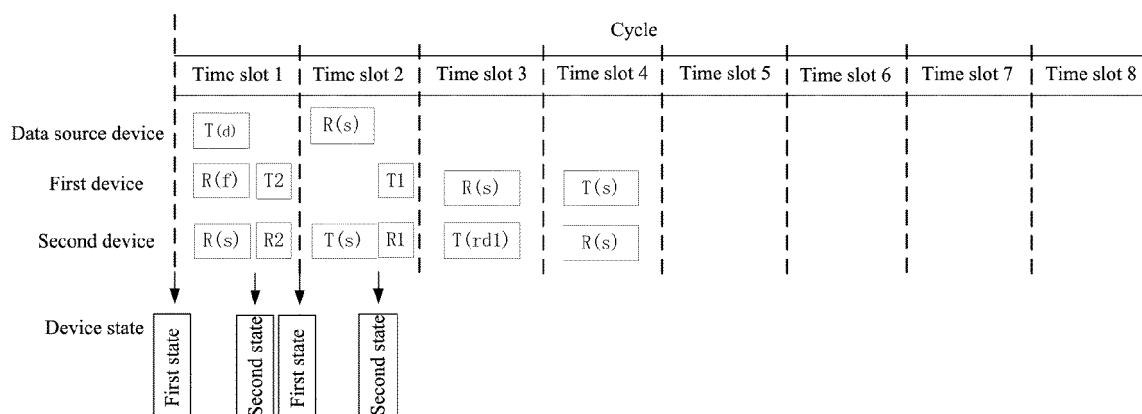 Cycle
Time slot 1 Time slot 2 Time slot 3 Time slot 4 Time slot 5 Time slot 6 Time slot 7 Time slot 8
Data source device T(d) R(s)
First device R(f) T2 T1 R(s) T(s)
Second device R(s) R2 T(s) R1 T(rd1) R(s)
Device state
First state
Second state
First state
Second state